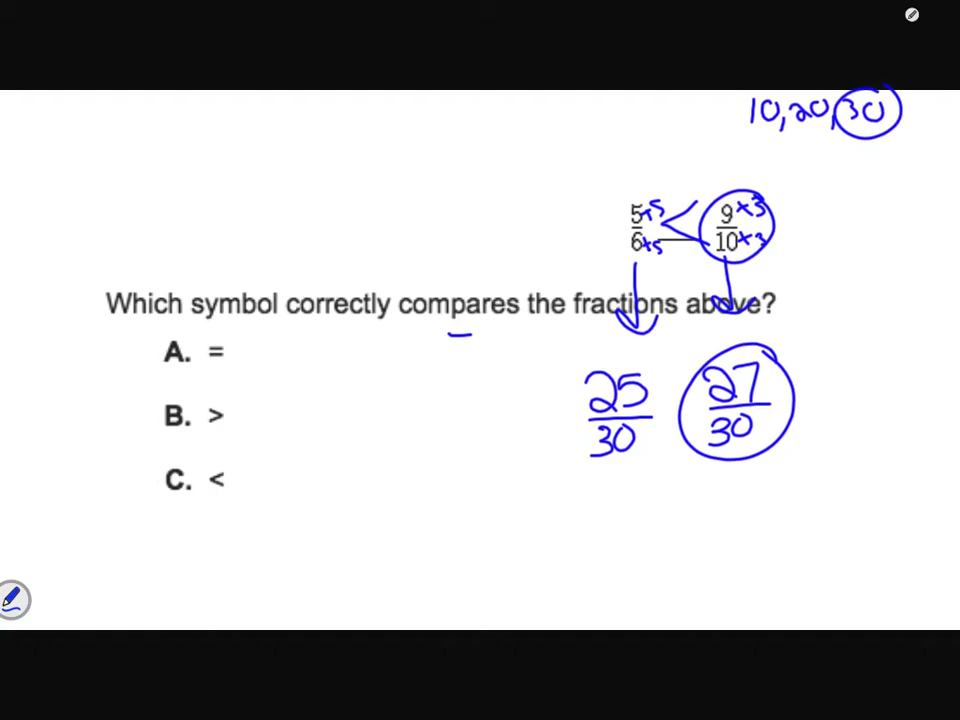 10, 20, 30
5×5 < 9×3
6×5 10×3
Which symbol correctly compares the fractions above?
A. =
B. >
C. <
25 27
30 30